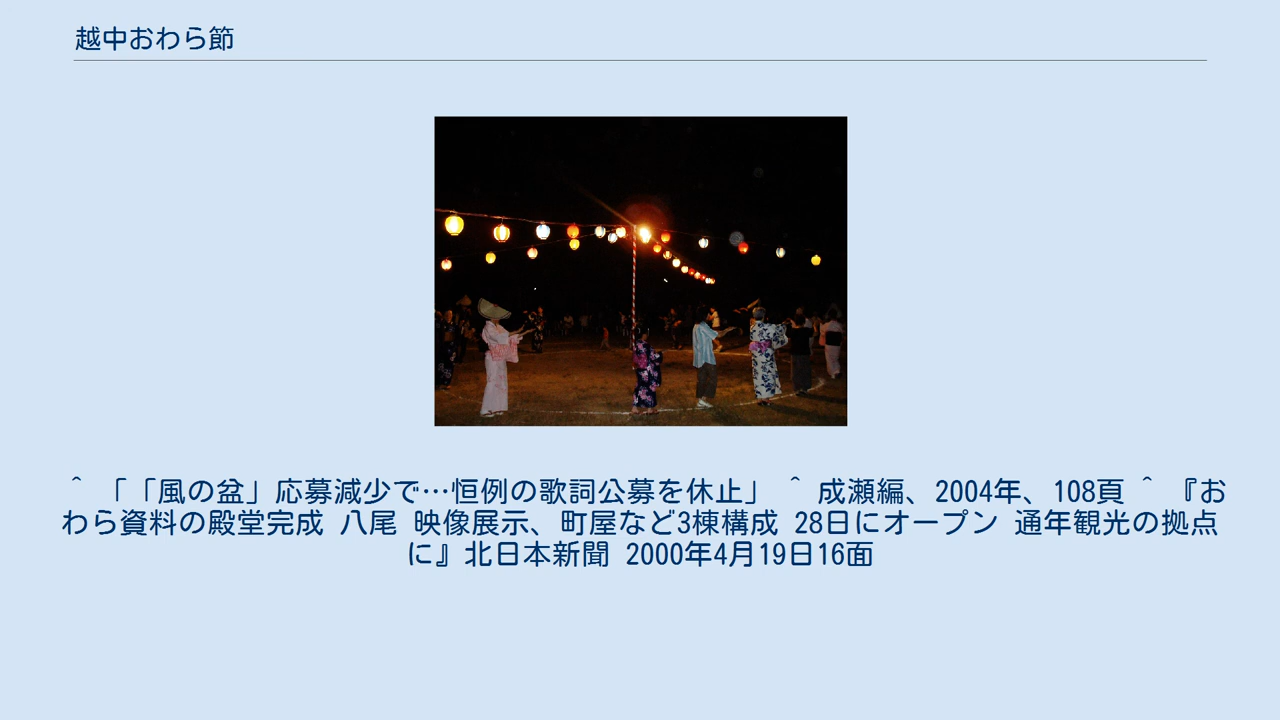 越中おわら節
^ 「「風の盆」応募減少で…恒例の歌詞公募を休止」 ^ 成瀬編、2004年、108頁 ^ 『お
わら資料の殿堂完成 八尾 映像展示、町屋など3棟構成 28日にオープン 通年観光の拠点
に』北日本新聞 2000年4月19日16面